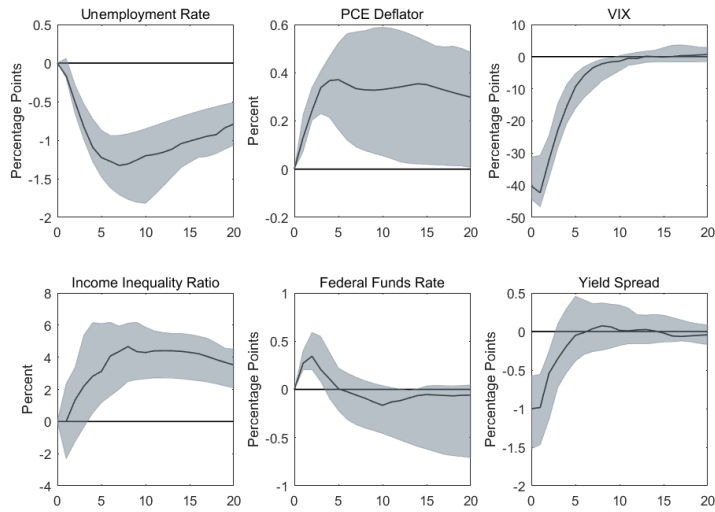 Unemployment Rate
Percentage Points
0.5
0
-0.5
-1
-1.5
-2
0 5 10 15 20
PCE Deflator
Percent
0.6
0.4
0.2
0
-0.2
0 5 10 15 20
VIX
Percentage Points
10
0
-10
-20
-30
-40
-50
0 5 10 15 20
Income Inequality Ratio
Percent
8
6
4
2
0
-2
-4
0 5 10 15 20
Federal Funds Rate
Percentage Points
1
0.5
0
-0.5
-1
0 5 10 15 20
Yield Spread
Percentage Points
0.5
0
-0.5
-1
-1.5
-2
0 5 10 15 20